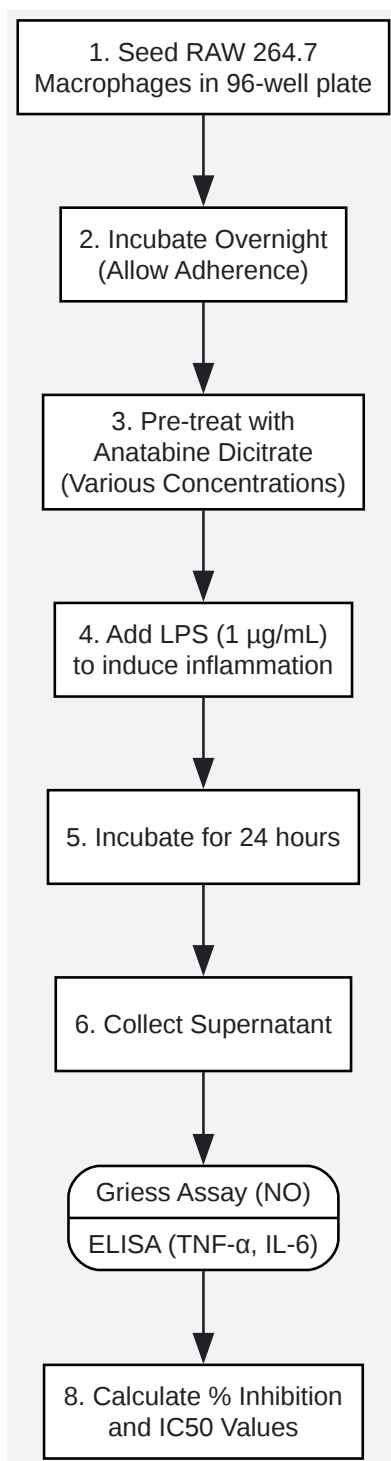 1. Seed RAW 264.7
Macrophages in 96-well plate
2. Incubate Overnight
(Allow Adherence)
3. Pre-treat with
Anatabine Dicitrate
(Various Concentrations)
4. Add LPS (1 µg/mL)
to induce inflammation
5. Incubate for 24 hours
6. Collect Supernatant
Griess Assay (NO)
ELISA (TNF-α, IL-6)
8. Calculate % Inhibition
and IC50 Values